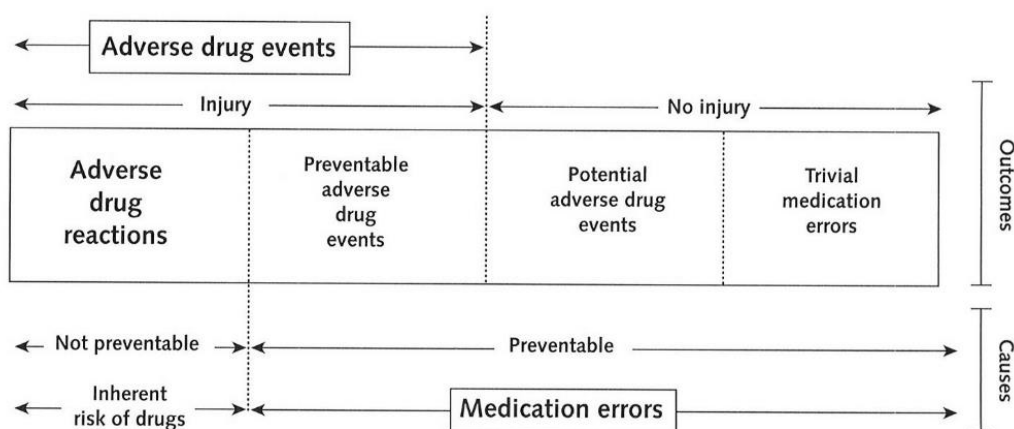 Adverse drug events
Injury
No injury
Adverse
drug
reactions
Preventable
adverse
drug
events
Potential
adverse drug
events
Trivial
medication
errors
Outcomes
Not preventable
Preventable
Causes
Inherent
risk of drugs
Medication errors